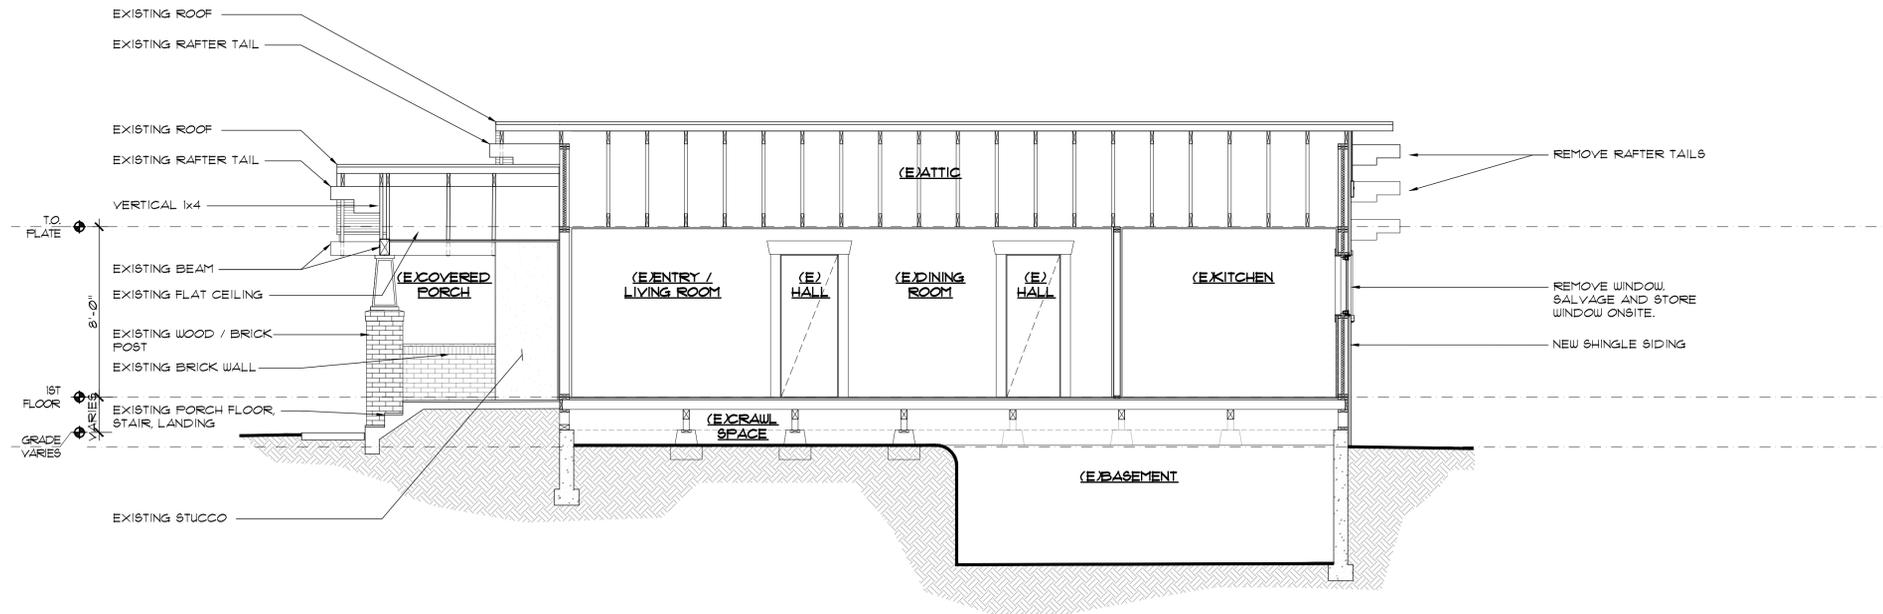 EXISTING ROOF
EXISTING RAFTER TAIL
EXISTING ROOF
EXISTING RAFTER TAIL
VERTICAL 1x4
T.O.
PLATE
EXISTING BEAM
EXISTING FLAT CEILING
8'-0"
EXISTING WOOD / BRICK
POST
EXISTING BRICK WALL
1ST
FLOOR
VARIES
EXISTING PORCH FLOOR,
STAIR, LANDING
GRADE
VARIES
EXISTING STUCCO
(E)ATTIC
(E)COVERED
PORCH
(E)ENTRY /
LIVING ROOM
(E)
HALL
(E)DINING
ROOM
(E)
HALL
(E)KITCHEN
(E)CRAWL
SPACE
(E)BASEMENT
REMOVE RAFTER TAILS
REMOVE WINDOW,
SALVAGE AND STORE
WINDOW ONSITE.
NEW SHINGLE SIDING